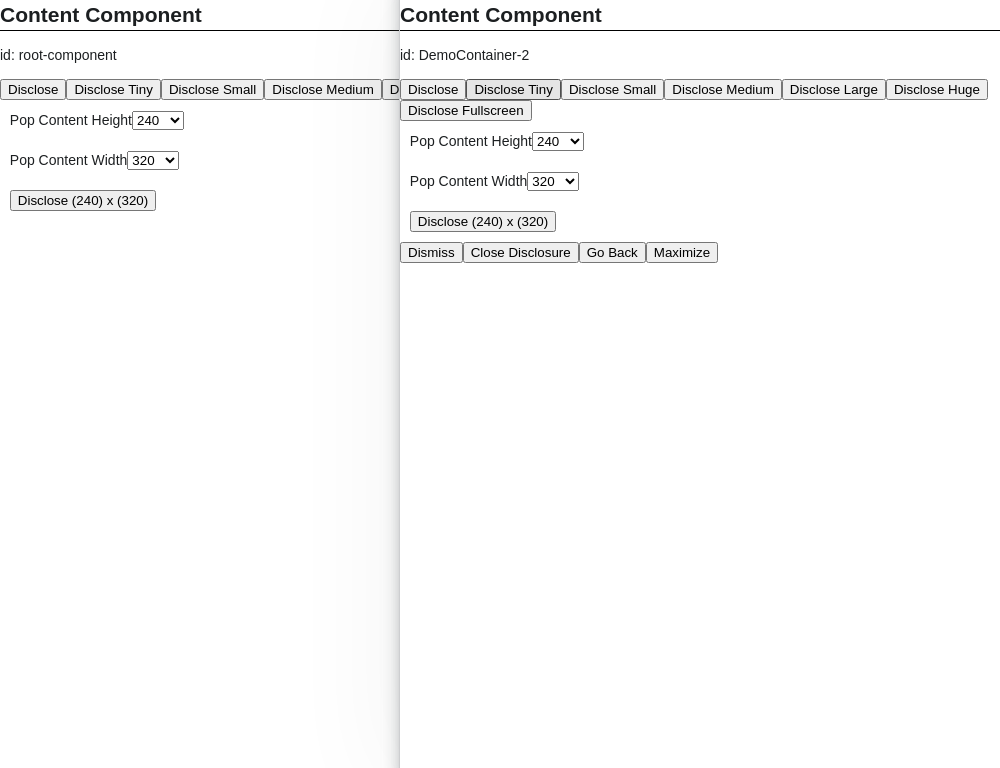 Content Component
id: root-component
Disclose Disclose Tiny Disclose Small Disclose Medium D
Pop Content Height 240
Pop Content Width 320
Disclose (240) x (320)
Content Component
id: DemoContainer-2
Disclose Disclose Tiny Disclose Small Disclose Medium Disclose Large Disclose Huge
Disclose Fullscreen
Pop Content Height 240
Pop Content Width 320
Disclose (240) x (320)
Dismiss Close Disclosure Go Back Maximize